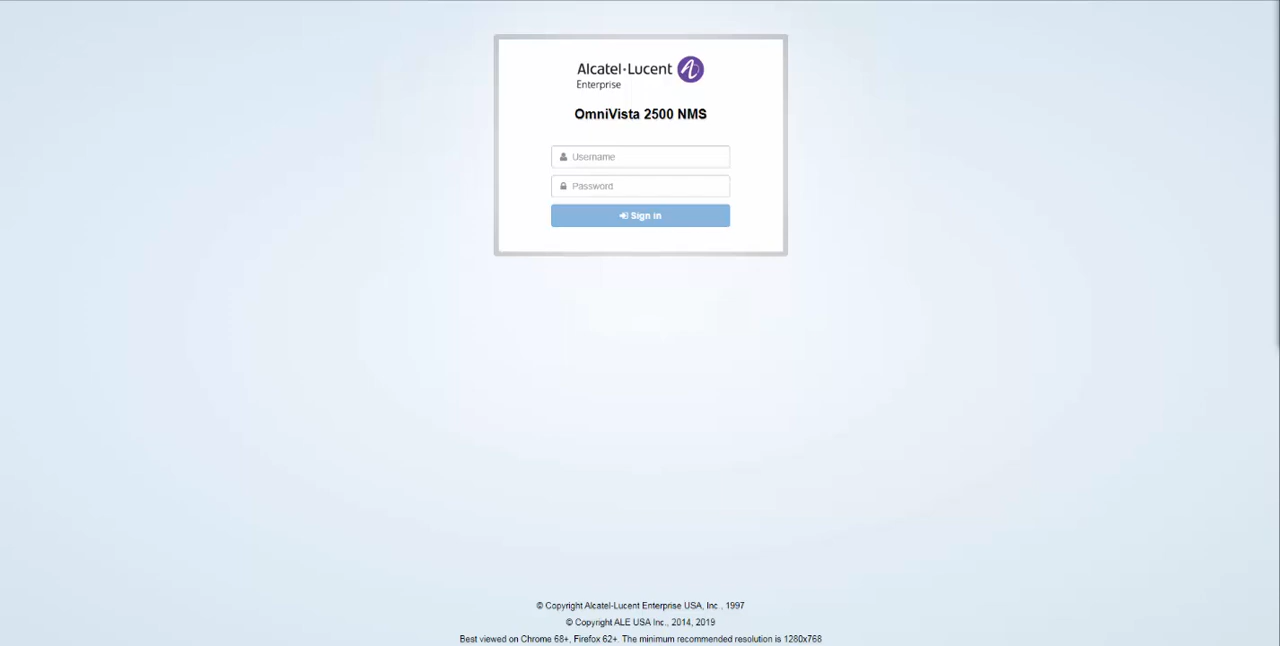 Alcatel·Lucent
Enterprise
OmniVista 2500 NMS
Username
Password
Sign in
© Copyright Alcatel-Lucent Enterprise USA, Inc., 1997
© Copyright ALE USA Inc., 2014, 2019
Best viewed on Chrome 68+, Firefox 62+. The minimum recommended resolution is 1280x768